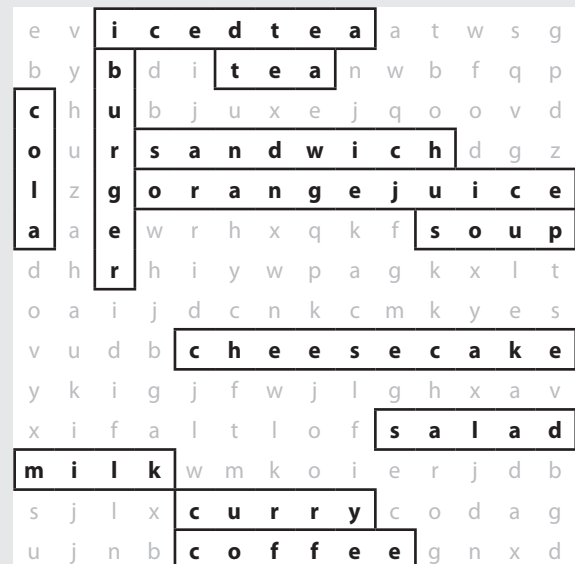 e v i c e d t e a a t w s g
b y b d i t e a n w b f q p
c h u b j u x e j q o o v d
o u r s a n d w i c h d g z
l z g o r a n g e j u i c e
a a e w r h x q k f s o u p
d h r h i y w p a g k x l t
o a i j d c n k c m k y e s
v u d b c h e e s e c a k e
y k i g j f w j l g h x a v
x i f a l t l o f s a l a d
m i l k w m k o i e r j d b
s j l x c u r r y c o d a g
u j n b c o f f e e g n x d